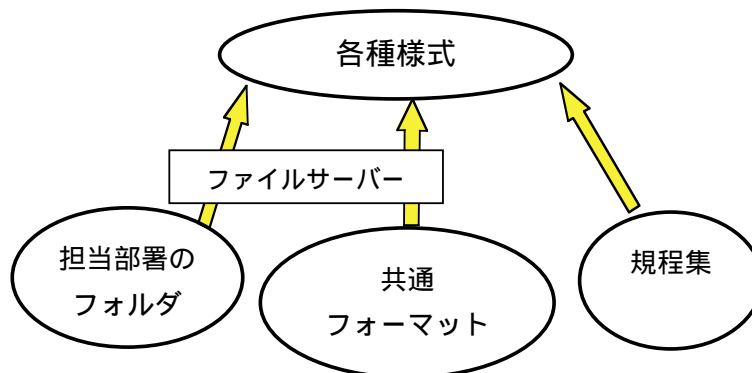 各種様式
ファイルサーバー
担当部署の
フォルダ
共通
フォーマット
規程集